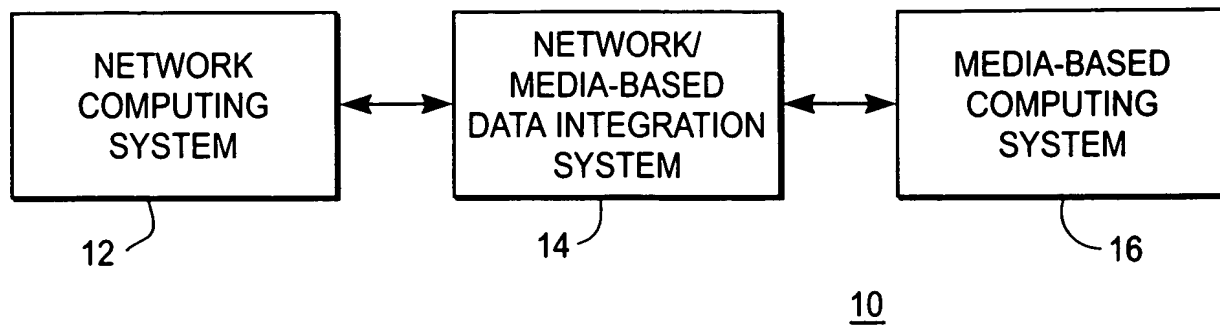 NETWORK
COMPUTING
SYSTEM
NETWORK/
MEDIA-BASED
DATA INTEGRATION
SYSTEM
MEDIA-BASED
COMPUTING
SYSTEM
12
14
16
10